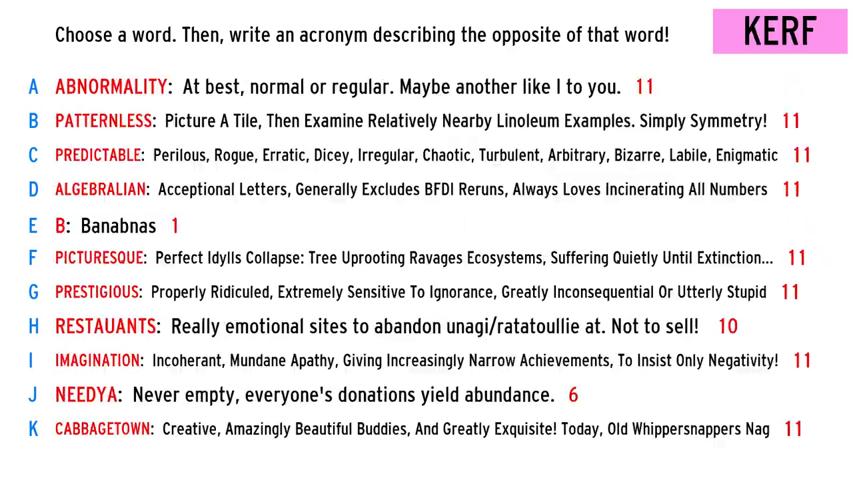 Choose a word. Then, write an acronym describing the opposite of that word!
KERF
A ABNORMALITY: At best, normal or regular. Maybe another like I to you. 11
B PATTERNLESS: Picture A Tile, Then Examine Relatively Nearby Linoleum Examples. Simply Symmetry! 11
C PREDICTABLE: Perilous, Rogue, Erratic, Dicey, Irregular, Chaotic, Turbulent, Arbitrary, Bizarre, Labile, Enigmatic 11
D ALGEBRALIAN: Acceptional Letters, Generally Excludes BFDI Reruns, Always Loves Incinerating All Numbers 11
E B: Banabnas 1
F PICTURESQUE: Perfect Idylls Collapse: Tree Uprooting Ravages Ecosystems, Suffering Quietly Until Extinction... 11
G PRESTIGIOUS: Properly Ridiculed, Extremely Sensitive To Ignorance, Greatly Inconsequential Or Utterly Stupid 11
H RESTAUANTS: Really emotional sites to abandon unagi/ratatoullie at. Not to sell! 10
I IMAGINATION: Incoherant, Mundane Apathy, Giving Increasingly Narrow Achievements, To Insist Only Negativity! 11
J NEEDYA: Never empty, everyone's donations yield abundance. 6
K CABBAGETOWN: Creative, Amazingly Beautiful Buddies, And Greatly Exquisite! Today, Old Whippersnappers Nag 11